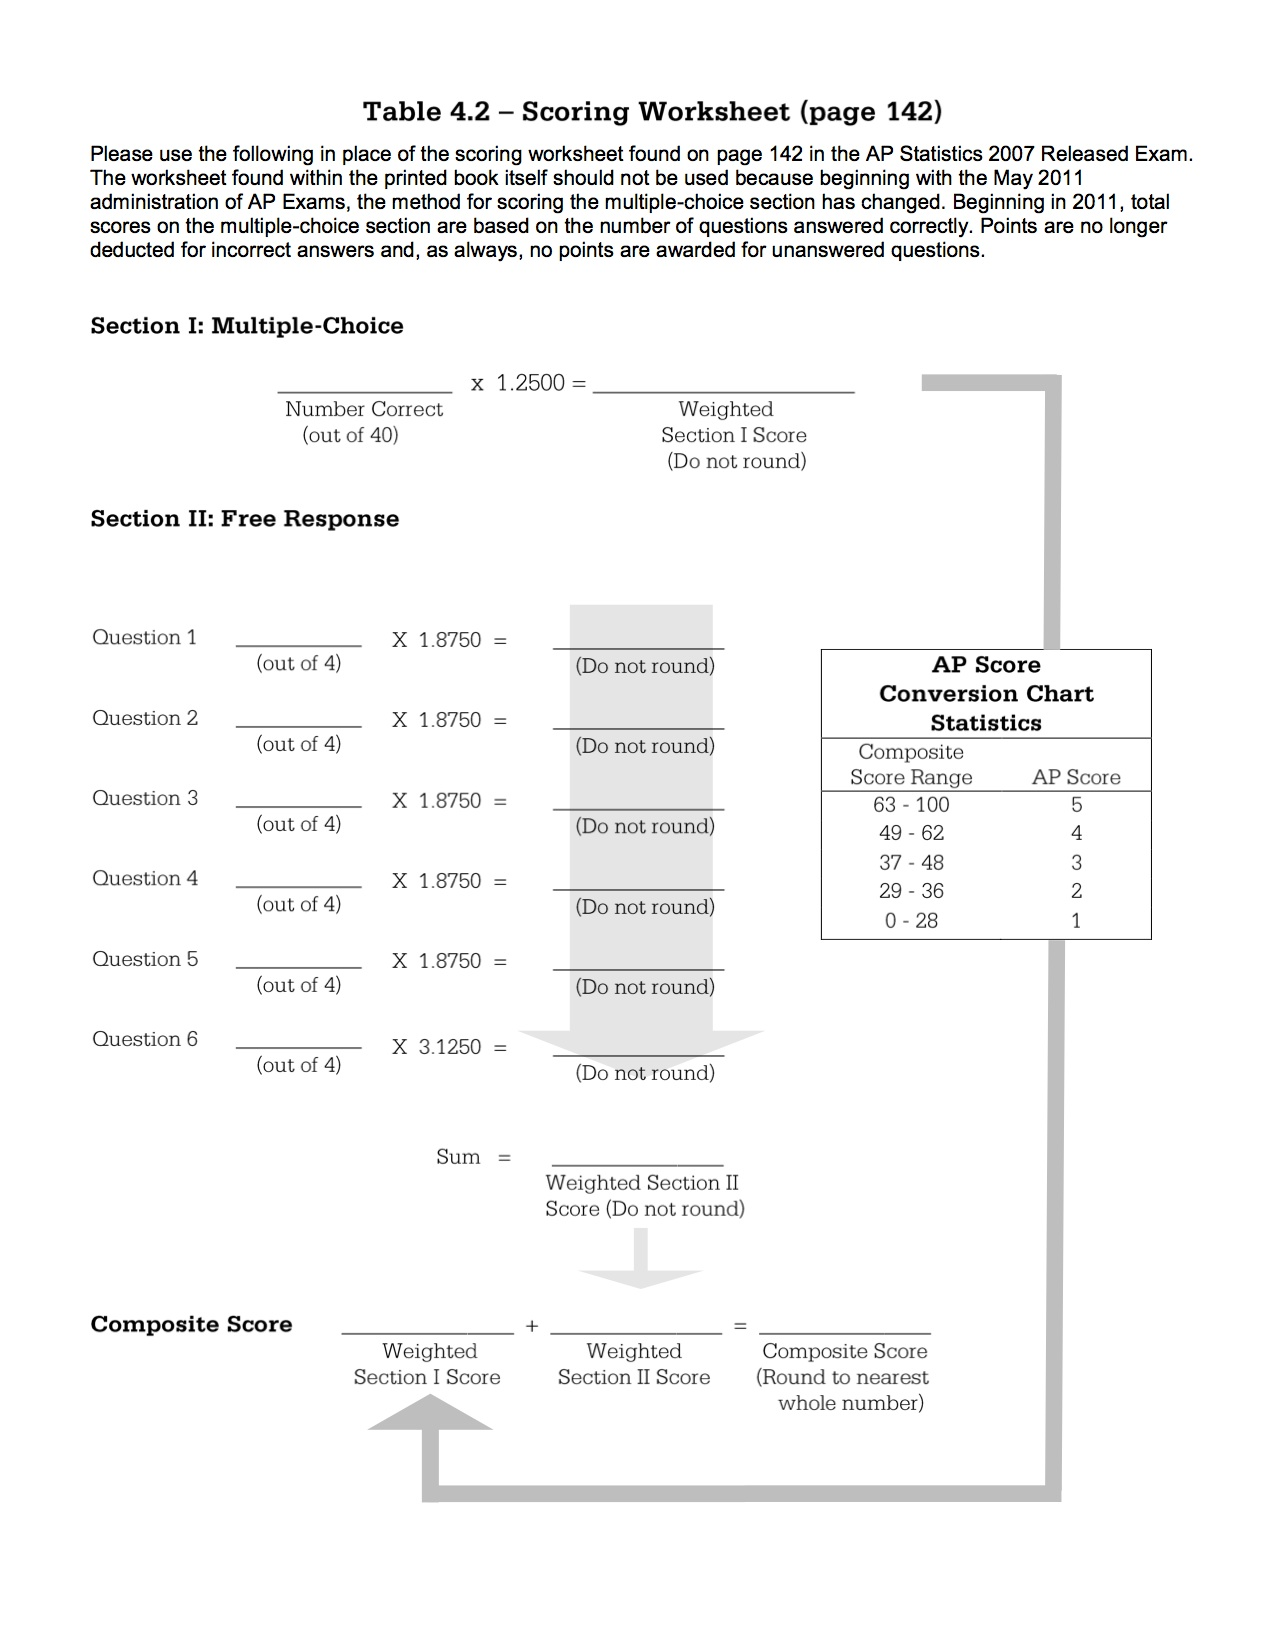 Table 4.2 – Scoring Worksheet (page 142)
Please use the following in place of the scoring worksheet found on page 142 in the AP Statistics 2007 Released Exam.
The worksheet found within the printed book itself should not be used because beginning with the May 2011
administration of AP Exams, the method for scoring the multiple-choice section has changed. Beginning in 2011, total
scores on the multiple-choice section are based on the number of questions answered correctly. Points are no longer
deducted for incorrect answers and, as always, no points are awarded for unanswered questions.
Section I: Multiple-Choice
x 1.2500 =
Number Correct
(out of 40)
Weighted
Section I Score
(Do not round)
Section II: Free Response
Question 1 X 1.8750 =
(out of 4) (Do not round)
Question 2 X 1.8750 =
(out of 4) (Do not round)
Question 3 X 1.8750 =
(out of 4) (Do not round)
Question 4 X 1.8750 =
(out of 4) (Do not round)
Question 5 X 1.8750 =
(out of 4) (Do not round)
Question 6 X 3.1250 =
(out of 4) (Do not round)
Sum =
Weighted Section II
Score (Do not round)
AP Score
Conversion Chart
Statistics
Composite
Score Range AP Score
63 - 100 5
49 - 62 4
37 - 48 3
29 - 36 2
0 - 28 1
Composite Score + =
Weighted
Section I Score
Weighted
Section II Score
Composite Score
(Round to nearest
whole number)